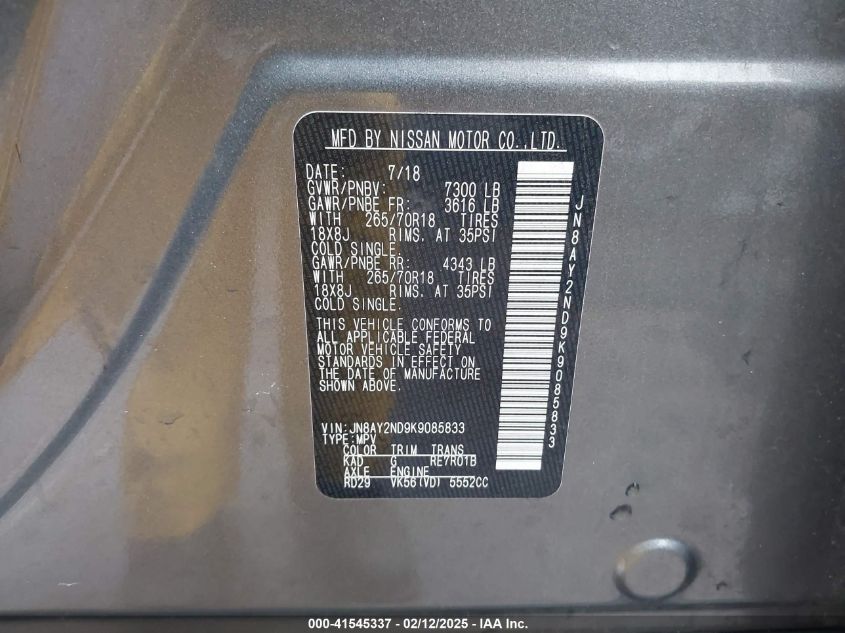 MFD BY NISSAN MOTOR CO.,LTD.
DATE: 7/18
GVWR/PNBV: 7300 LB
GAWR/PNBE FR: 3616 LB
WITH 265/70R18 TIRES
18X8J RIMS. AT 35PSI
COLD SINGLE.
GAWR/PNBE RR: 4343 LB
WITH 265/70R18 TIRES
18X8J RIMS. AT 35PSI
COLD SINGLE.
THIS VEHICLE CONFORMS TO
ALL APPLICABLE FEDERAL
MOTOR VEHICLE SAFETY
STANDARDS IN EFFECT ON
THE DATE OF MANUFACTURE
SHOWN ABOVE.
VIN:JN8AY2ND9K9085833
TYPE:MPV
COLOR TRIM TRANS
KAD G RE7R01B
AXLE ENGINE
RD29 VK56(VD) 5552CC
JN8AY2ND9K9085833
000-41545337 - 02/12/2025 - IAA Inc.